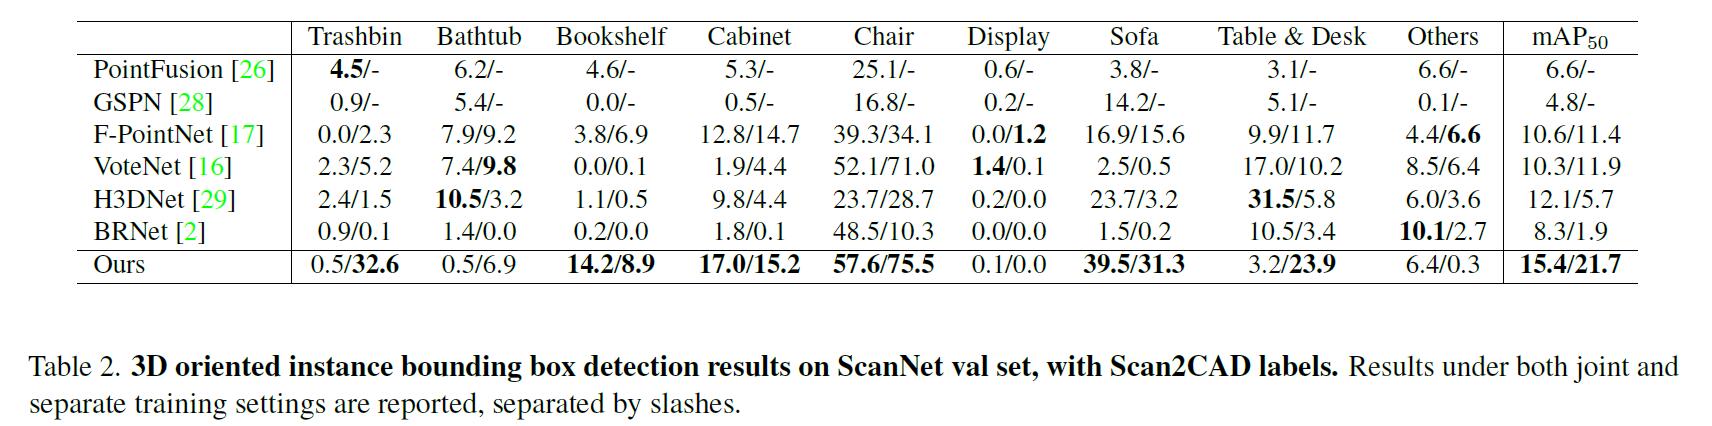 Trashbin Bathtub Bookshelf Cabinet Chair Display Sofa Table & Desk Others mAP50
PointFusion [26] 4.5/- 6.2/- 4.6/- 5.3/- 25.1/- 0.6/- 3.8/- 3.1/- 6.6/- 6.6/-
GSPN [28] 0.9/- 5.4/- 0.0/- 0.5/- 16.8/- 0.2/- 14.2/- 5.1/- 0.1/- 4.8/-
F-PointNet [17] 0.0/2.3 7.9/9.2 3.8/6.9 12.8/14.7 39.3/34.1 0.0/1.2 16.9/15.6 9.9/11.7 4.4/6.6 10.6/11.4
VoteNet [16] 2.3/5.2 7.4/9.8 0.0/0.1 1.9/4.4 52.1/71.0 1.4/0.1 2.5/0.5 17.0/10.2 8.5/6.4 10.3/11.9
H3DNet [29] 2.4/1.5 10.5/3.2 1.1/0.5 9.8/4.4 23.7/28.7 0.2/0.0 23.7/3.2 31.5/5.8 6.0/3.6 12.1/5.7
BRNet [2] 0.9/0.1 1.4/0.0 0.2/0.0 1.8/0.1 48.5/10.3 0.0/0.0 1.5/0.2 10.5/3.4 10.1/2.7 8.3/1.9
Ours 0.5/32.6 0.5/6.9 14.2/8.9 17.0/15.2 57.6/75.5 0.1/0.0 39.5/31.3 3.2/23.9 6.4/0.3 15.4/21.7
Table 2. 3D oriented instance bounding box detection results on ScanNet val set, with Scan2CAD labels. Results under both joint and
separate training settings are reported, separated by slashes.